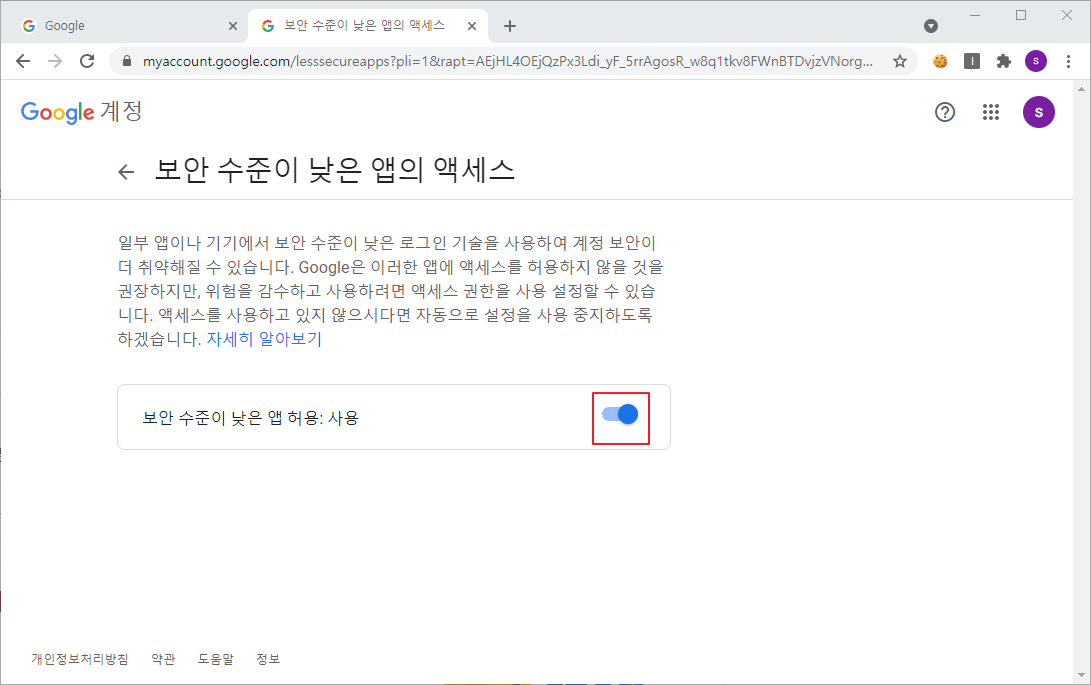 Google
보안 수준이 낮은 앱의 액세스
myaccount.google.com/lesssecureapps?pli=1&rapt=AEjHL4OEjQzPx3Ldi_yF_5rrAgosR_w8q1tkv8FWnBTDvjzVNorg...
I
S
Google 계정
S
보안 수준이 낮은 앱의 액세스
일부 앱이나 기기에서 보안 수준이 낮은 로그인 기술을 사용하여 계정 보안이
더 취약해질 수 있습니다. Google은 이러한 앱에 액세스를 허용하지 않을 것을
권장하지만, 위험을 감수하고 사용하려면 액세스 권한을 사용 설정할 수 있습
니다. 액세스를 사용하고 있지 않으시다면 자동으로 설정을 사용 중지하도록
하겠습니다. 자세히 알아보기
보안 수준이 낮은 앱 허용: 사용
개인정보처리방침 약관 도움말 정보